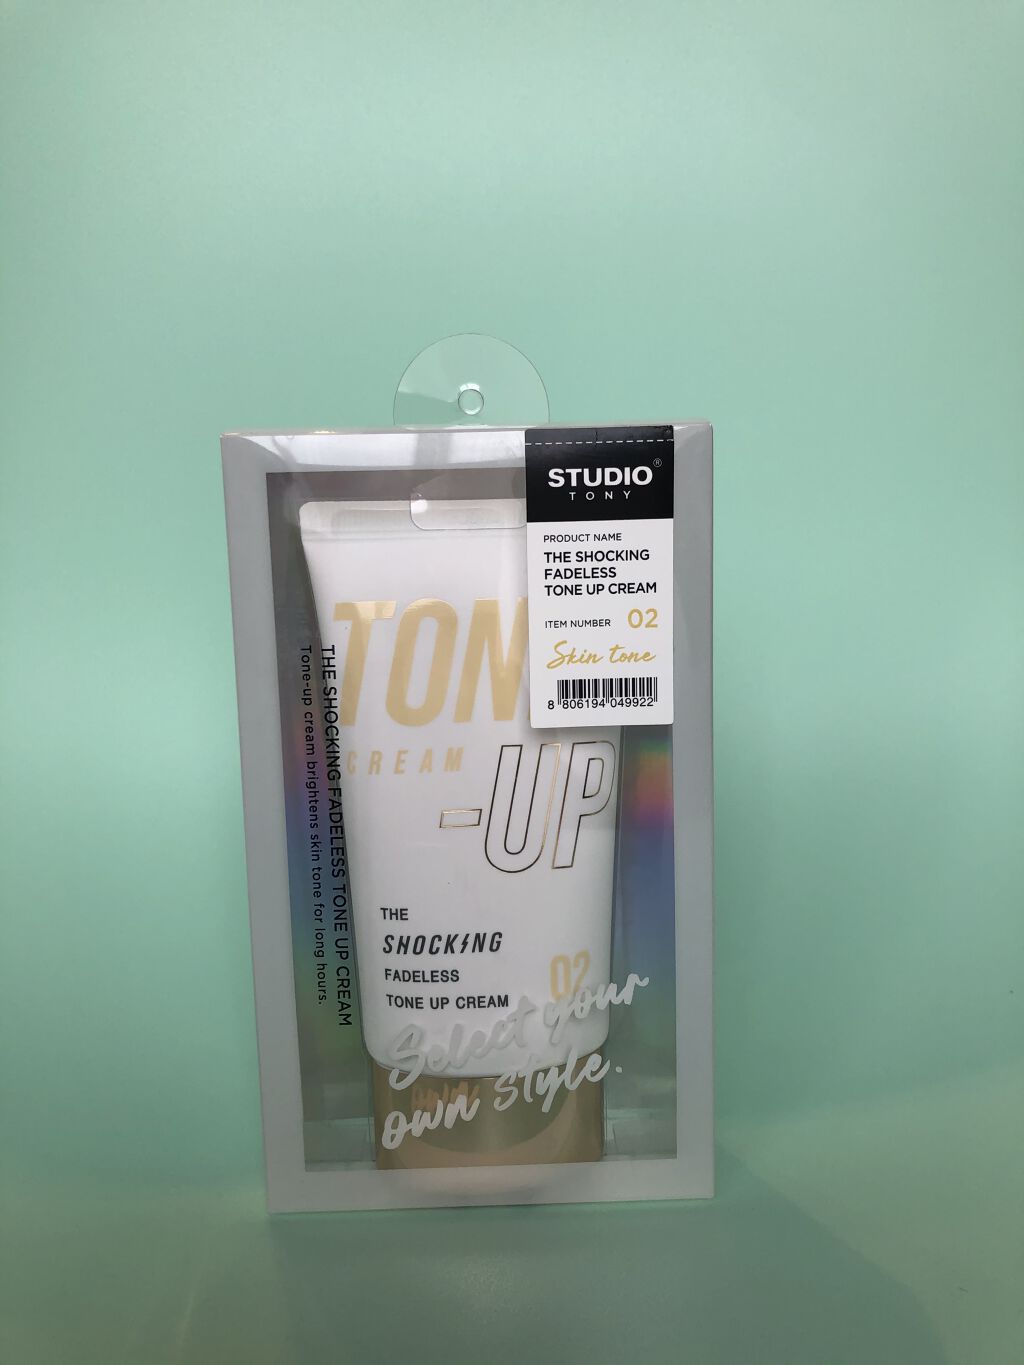 STUDIO®
TONY
PRODUCT NAME
THE SHOCKING
FADELESS
TONE UP CREAM
ITEM NUMBER 02
Skin tone
8 806194 049922
TON
CREAM
-UP
THE
SHOCKING
FADELESS
TONE UP CREAM
02
Select your
own style.
THE SHOCKING FADELESS TONE UP CREAM
Tone-up cream brightens skin tone for long hours.